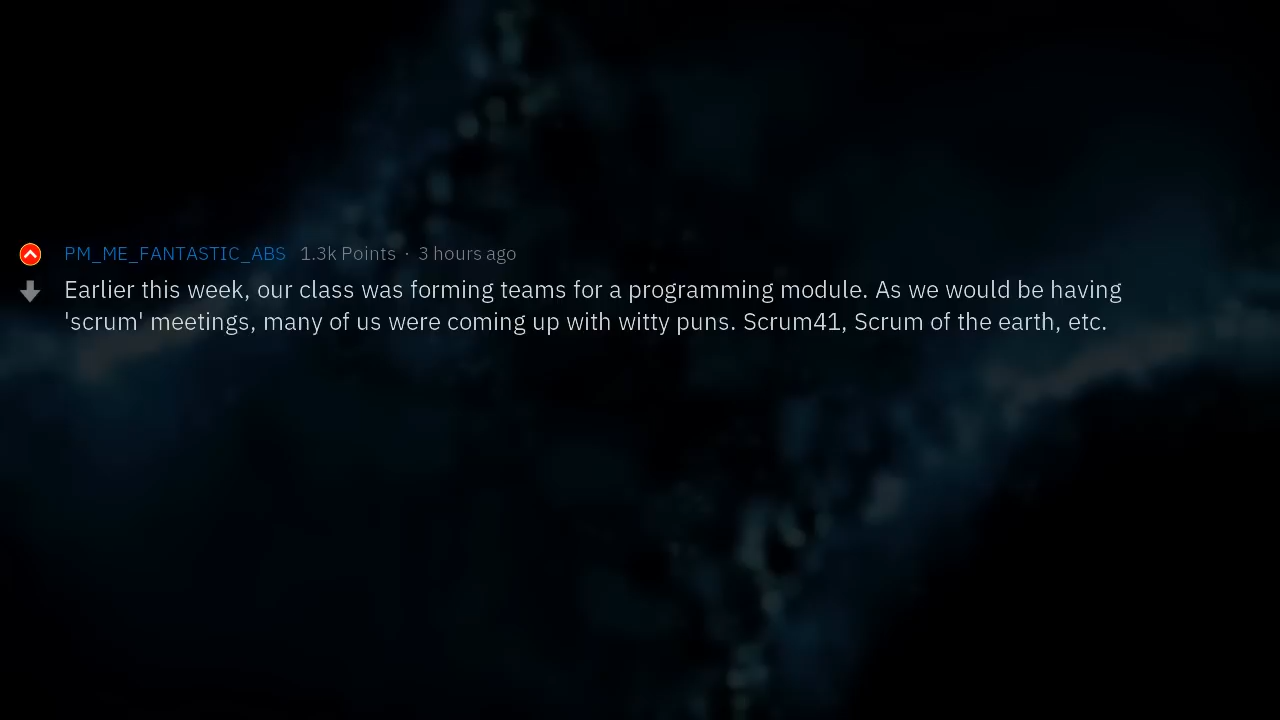 PM_ME_FANTASTIC_ABS 1.3k Points · 3 hours ago
Earlier this week, our class was forming teams for a programming module. As we would be having
'scrum' meetings, many of us were coming up with witty puns. Scrum41, Scrum of the earth, etc.